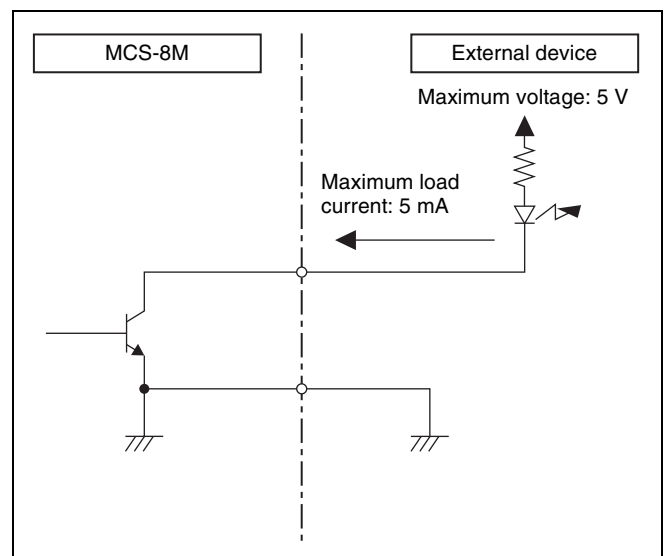 MCS-8M
External device
Maximum voltage: 5 V
Maximum load
current: 5 mA